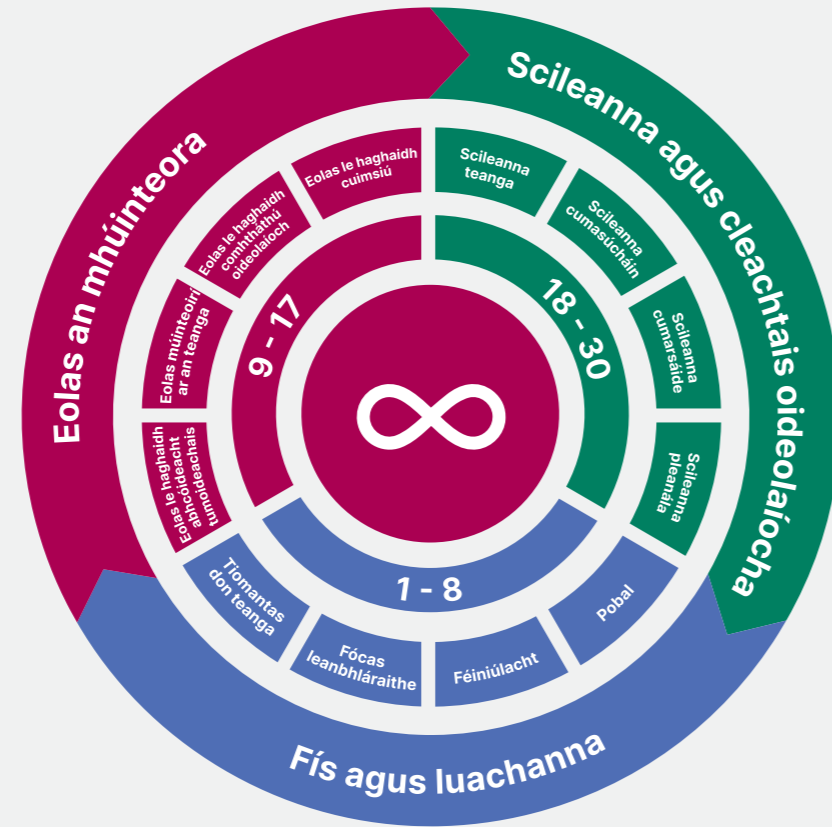 Eolas an mhúinteora
Scileanna agus cleachtais oideolaíocha
Fís agus luachanna
Eolas le haghaidh
cuimsiú
Eolas le haghaidh
comhtháthú
oideolaíoch
Eolas múinteoirí
ar an teanga
Eolas le haghaidh
abhcóideacht
tumoideachais
Scileanna
teanga
Scileanna
cumasúcháin
Scileanna
cumarsáide
Scileanna
pleanála
Pobal
Féiniúlacht
Fócas
leanbhláraithe
Tiomantas
don teanga
9 - 17
18 - 30
1 - 8